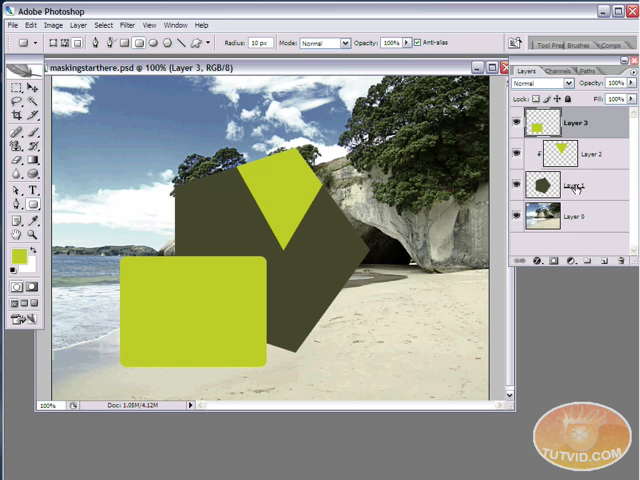 Adobe Photoshop
File Edit Image Layer Select Filter View Window Help
Radius: 10 px Mode: Normal Opacity: 100% Anti-alias
Tool Pres Brushes Comps
maskingstarthere.psd @ 100% (Layer 3, RGB/8)
Layers Channels Paths
Normal Opacity: 100%
Lock: Fill: 100%
Layer 3
Layer 2
Layer 1
Layer 0
100% Doc: 1.05M/4.12M
TUTVID.COM